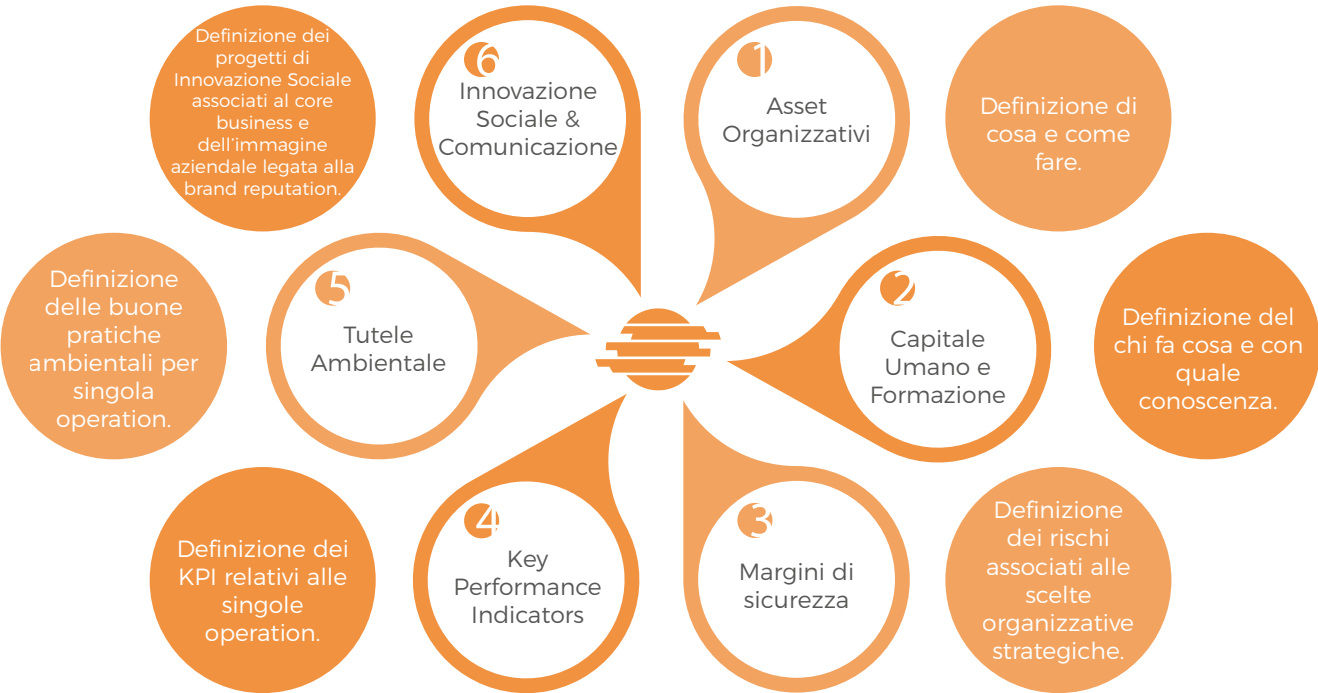 1
Asset
Organizzativi
Definizione di
cosa e come
fare.
2
Capitale
Umano e
Formazione
Definizione del
chi fa cosa e con
quale
conoscenza.
3
Margini di
sicurezza
Definizione
dei rischi
associati alle
scelte
organizzative
strategiche.
4
Key
Performance
Indicators
Definizione dei
KPI relativi alle
singole
operation.
5
Tutele
Ambientale
Definizione
delle buone
pratiche
ambientali per
singola
operation.
6
Innovazione
Sociale &
Comunicazione
Definizione dei
progetti di
Innovazione Sociale
associati al core
business e
dell'immagine
aziendale legata alla
brand reputation.